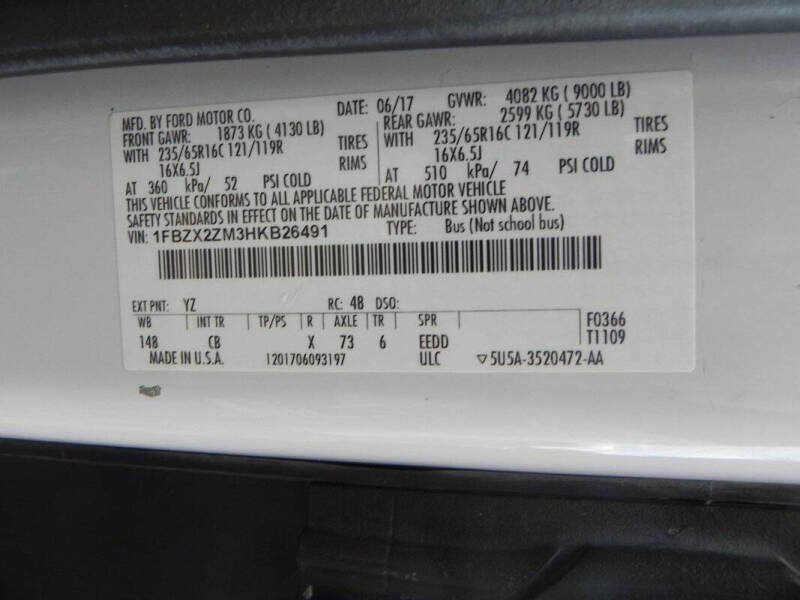 MFD. BY FORD MOTOR CO. DATE: 06/17 GVWR: 4082 KG ( 9000 LB)
FRONT GAWR: 1873 KG ( 4130 LB) REAR GAWR: 2599 KG ( 5730 LB)
WITH 235/65R16C 121/119R TIRES WITH 235/65R16C 121/119R TIRES
16X6.5J RIMS 16X6.5J RIMS
AT 360 kPa/ 52 PSI COLD AT 510 kPa/ 74 PSI COLD
THIS VEHICLE CONFORMS TO ALL APPLICABLE FEDERAL MOTOR VEHICLE
SAFETY STANDARDS IN EFFECT ON THE DATE OF MANUFACTURE SHOWN ABOVE.
VIN: 1FBZX2ZM3HKB26491 TYPE: Bus (Not school bus)
EXT PNT: YZ RC: 48 DSO:
WB INT TR TP/PS R AXLE TR SPR F0366
148 CB X 73 6 EEDD T1109
MADE IN U.S.A. 1201706093197 ULC ▽5U5A-3520472-AA